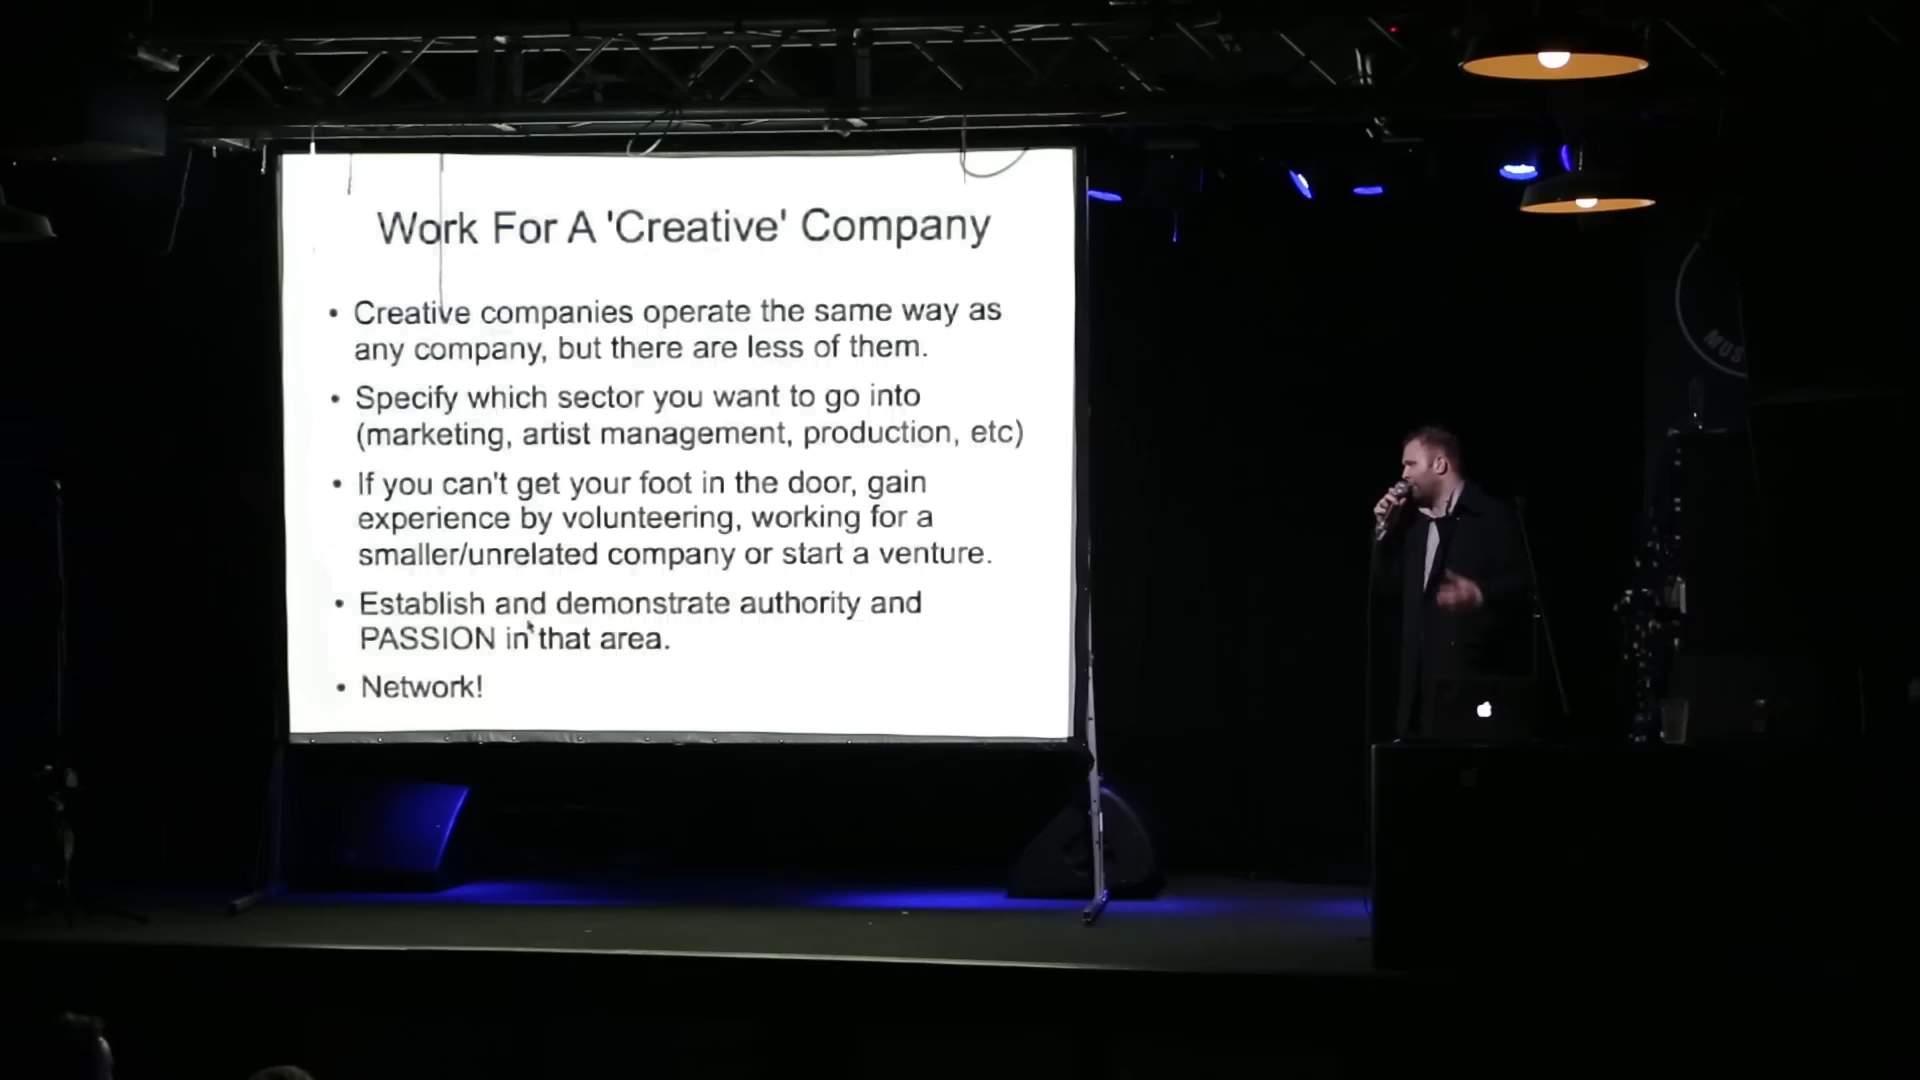 Work For A 'Creative' Company
• Creative companies operate the same way as
any company, but there are less of them.
• Specify which sector you want to go into
(marketing, artist management, production, etc)
• If you can't get your foot in the door, gain
experience by volunteering, working for a
smaller/unrelated company or start a venture.
• Establish and demonstrate authority and
PASSION in that area.
• Network!